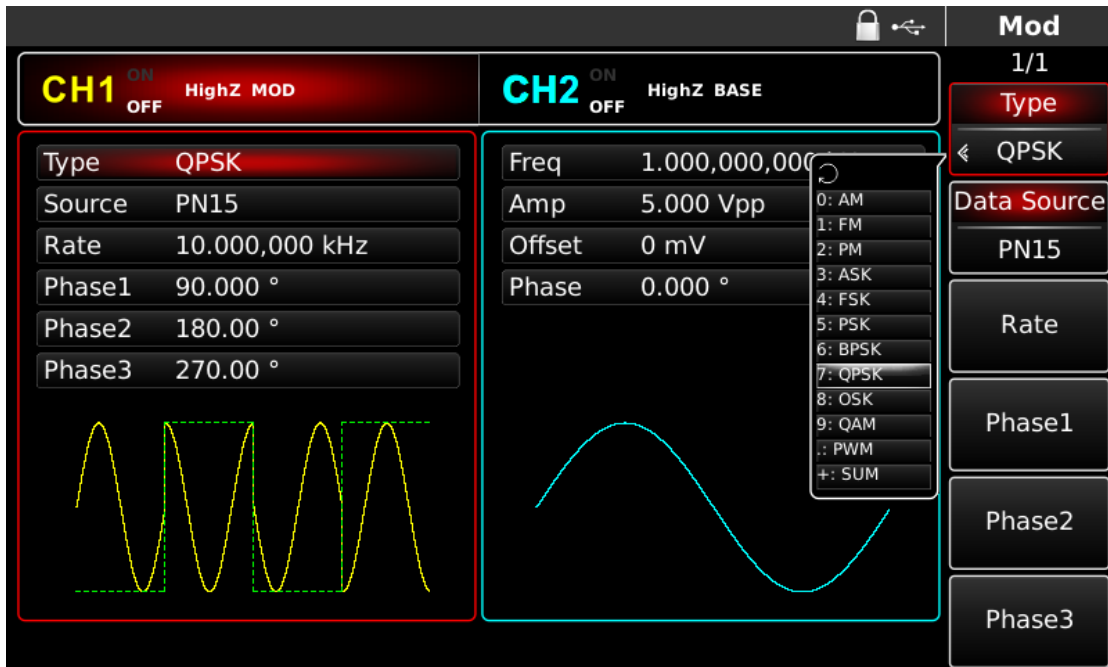 Mod
1/1
CH1 ON OFF HighZ MOD
CH2 ON OFF HighZ BASE
Type QPSK
Source PN15
Rate 10.000,000 kHz
Phase1 90.000 °
Phase2 180.00 °
Phase3 270.00 °
Freq 1.000,000,000
Amp 5.000 Vpp
Offset 0 mV
Phase 0.000 °
0: AM
1: FM
2: PM
3: ASK
4: FSK
5: PSK
6: BPSK
7: QPSK
8: OSK
9: QAM
.: PWM
+: SUM
Type
QPSK
Data Source
PN15
Rate
Phase1
Phase2
Phase3